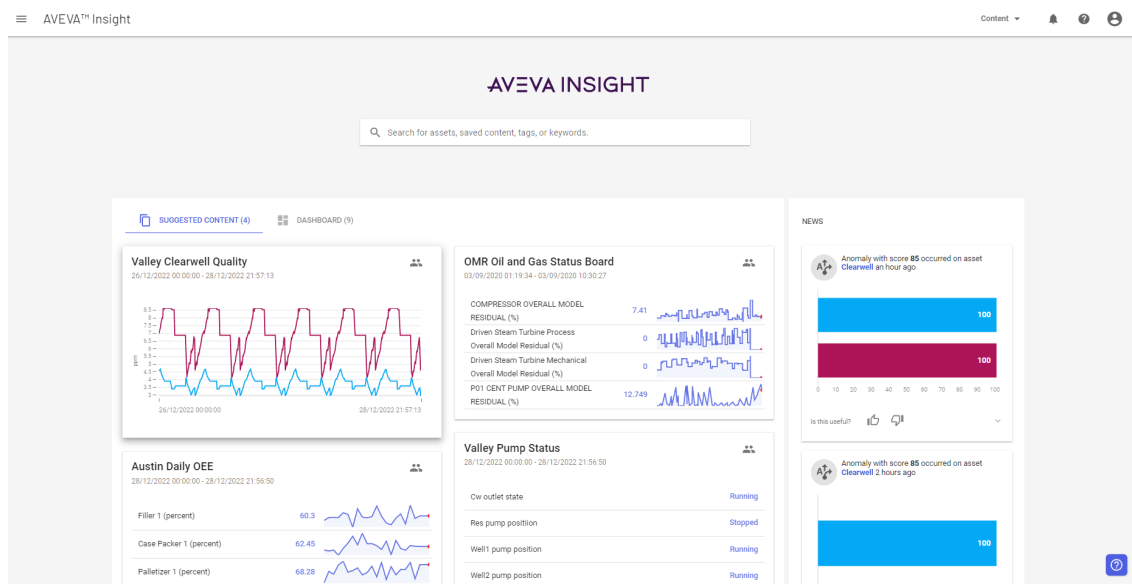 AVEVA™ Insight
Content
AVEVA INSIGHT
Search for assets, saved content, tags, or keywords.
SUGGESTED CONTENT (4)
DASHBOARD (9)
NEWS
Valley Clearwell Quality
26/12/2022 00:00:00 - 28/12/2022 21:57:13
8.5
8
7.5
7
6.5
6
5.5
5
4.5
4
3.5
3
ppm
26/12/2022 00:00:00
28/12/2022 21:57:13
OMR Oil and Gas Status Board
03/09/2020 01:19:34 - 03/09/2020 10:30:27
COMPRESSOR OVERALL MODEL
RESIDUAL (%)
7.41
Driven Steam Turbine Process
Overall Model Residual (%)
0
Driven Steam Turbine Mechanical
Overall Model Residual (%)
0
P01 CENT PUMP OVERALL MODEL
RESIDUAL (%)
12.749
Anomaly with score 85 occurred on asset
Clearwell an hour ago
100
100
0 10 20 30 40 50 60 70 80 90 100
Is this useful?
Austin Daily OEE
28/12/2022 00:00:00 - 28/12/2022 21:56:50
Filler 1 (percent)
60.3
Case Packer 1 (percent)
62.45
Palletizer 1 (percent)
68.28
Valley Pump Status
28/12/2022 00:00:00 - 28/12/2022 21:56:50
Cw outlet state
Running
Res pump positiion
Stopped
Well1 pump position
Running
Well2 pump position
Running
Anomaly with score 85 occurred on asset
Clearwell 2 hours ago
100